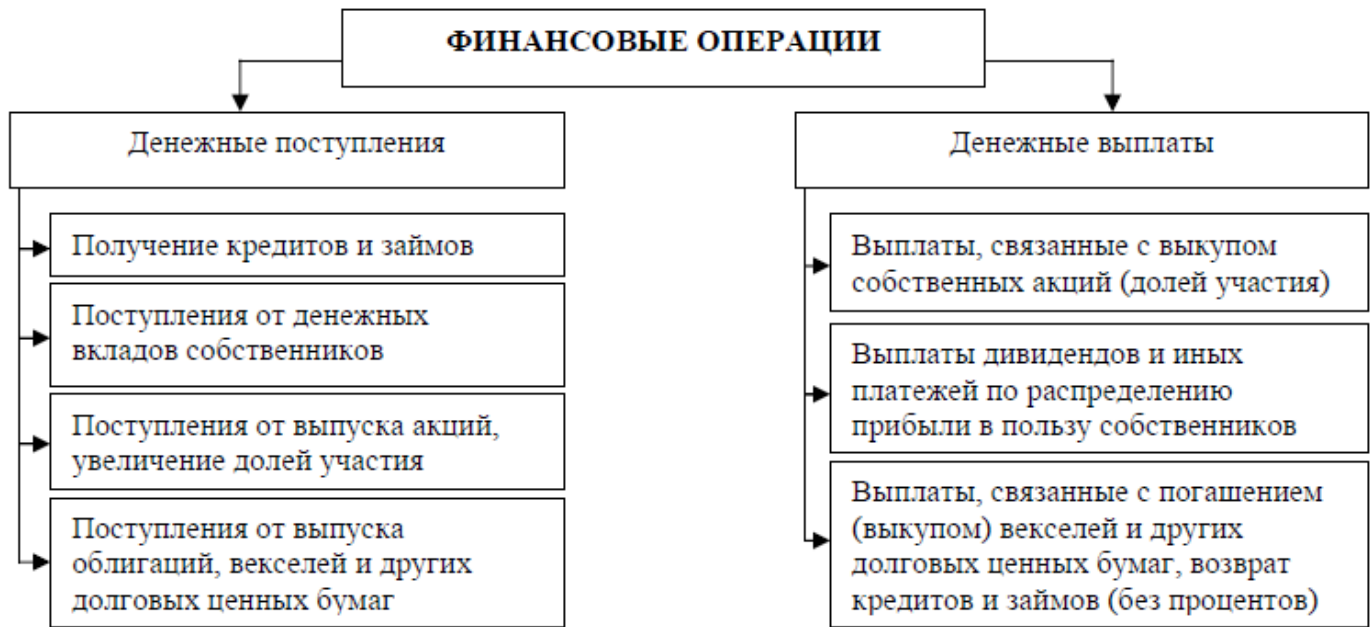 ФИНАНСОВЫЕ ОПЕРАЦИИ
Денежные поступления
Получение кредитов и займов
Поступления от денежных
вкладов собственников
Поступления от выпуска акций,
увеличение долей участия
Поступления от выпуска
облигаций, векселей и других
долговых ценных бумаг
Денежные выплаты
Выплаты, связанные с выкупом
собственных акций (долей участия)
Выплаты дивидендов и иных
платежей по распределению
прибыли в пользу собственников
Выплаты, связанные с погашением
(выкупом) векселей и других
долговых ценных бумаг, возврат
кредитов и займов (без процентов)